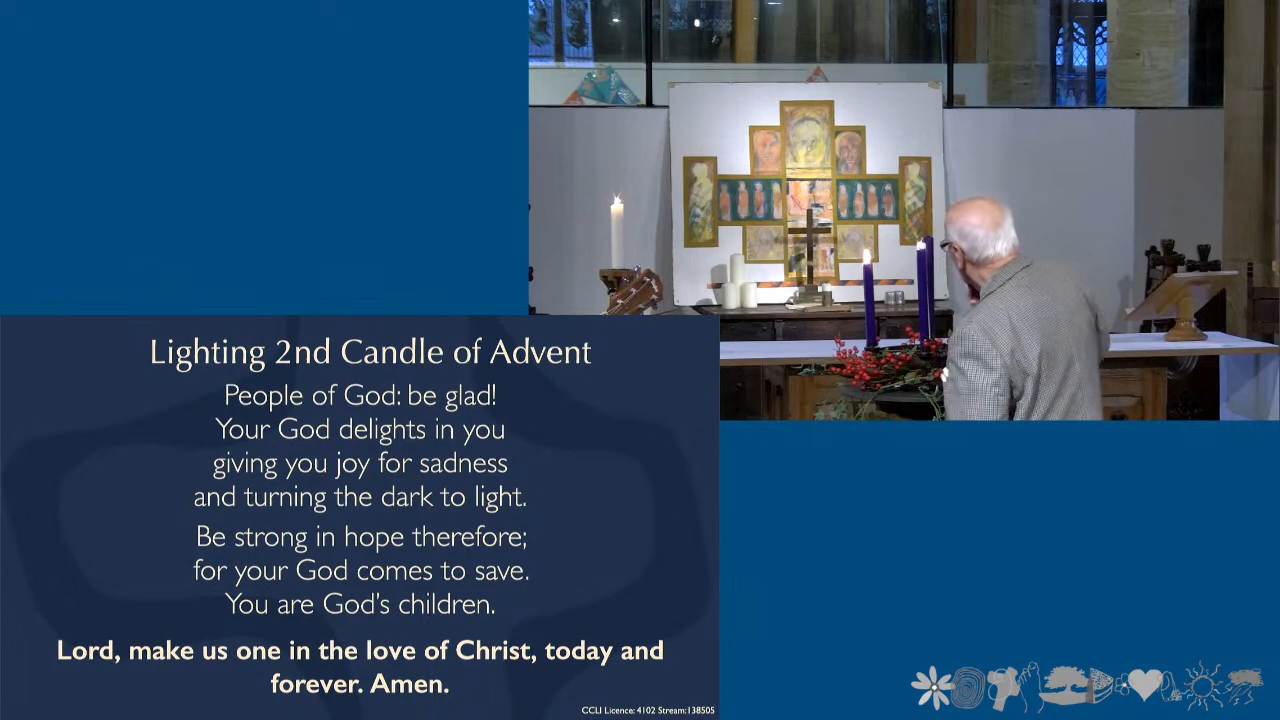 Lighting 2nd Candle of Advent
People of God: be glad!
Your God delights in you
giving you joy for sadness
and turning the dark to light.
Be strong in hope therefore;
for your God comes to save.
You are God's children.
Lord, make us one in the love of Christ, today and
forever. Amen.
CCLI Licence: 4102 Stream:138505